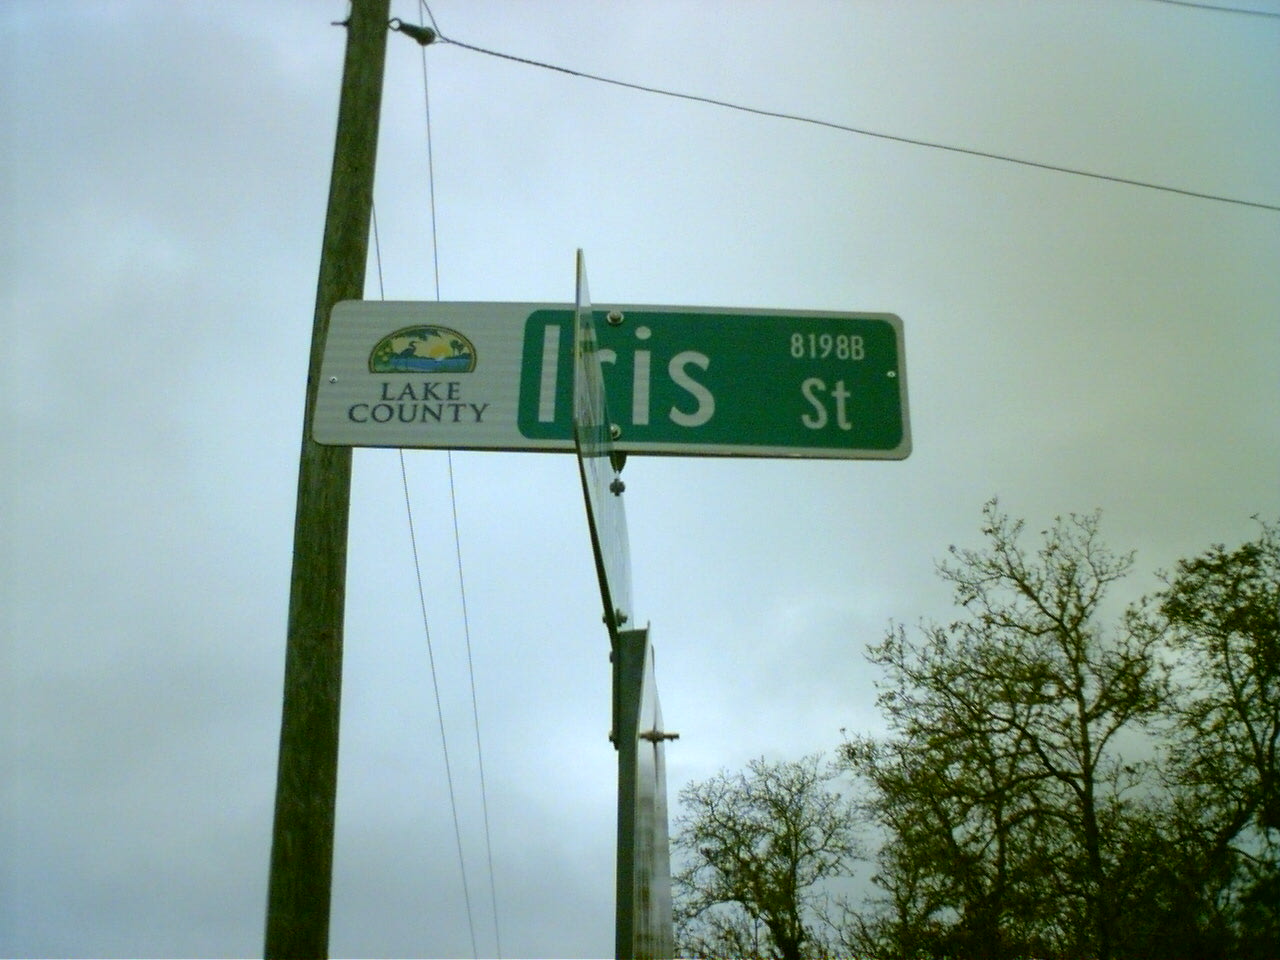 LAKE
COUNTY
Iris
8198B
St